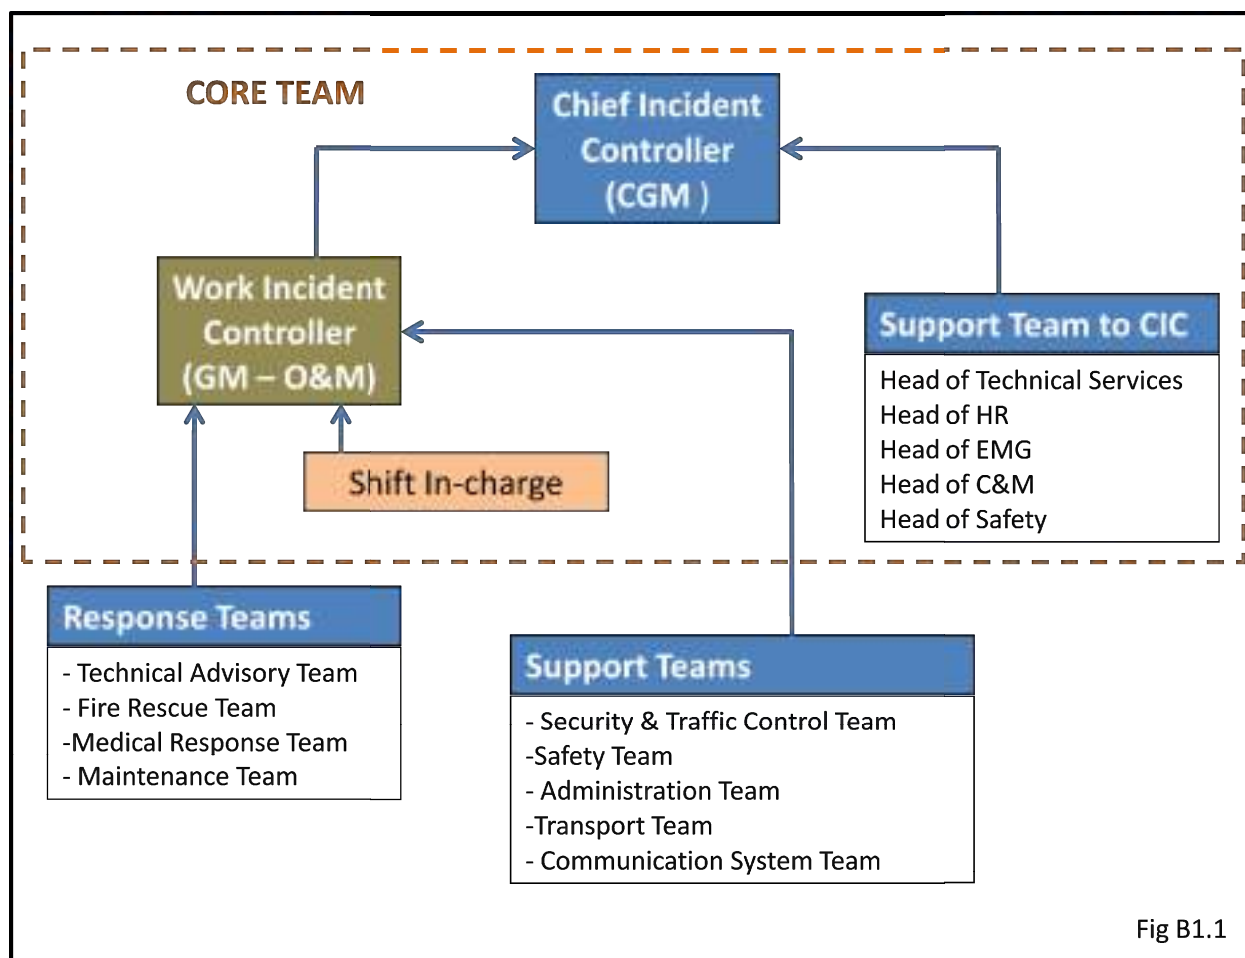 CORE TEAM
Chief Incident
Controller
(CGM )
Work Incident
Controller
(GM – O&M)
Support Team to CIC
Head of Technical Services
Head of HR
Head of EMG
Head of C&M
Head of Safety
Shift In-charge
Response Teams
- Technical Advisory Team
- Fire Rescue Team
-Medical Response Team
- Maintenance Team
Support Teams
- Security & Traffic Control Team
-Safety Team
- Administration Team
-Transport Team
- Communication System Team
Fig B1.1